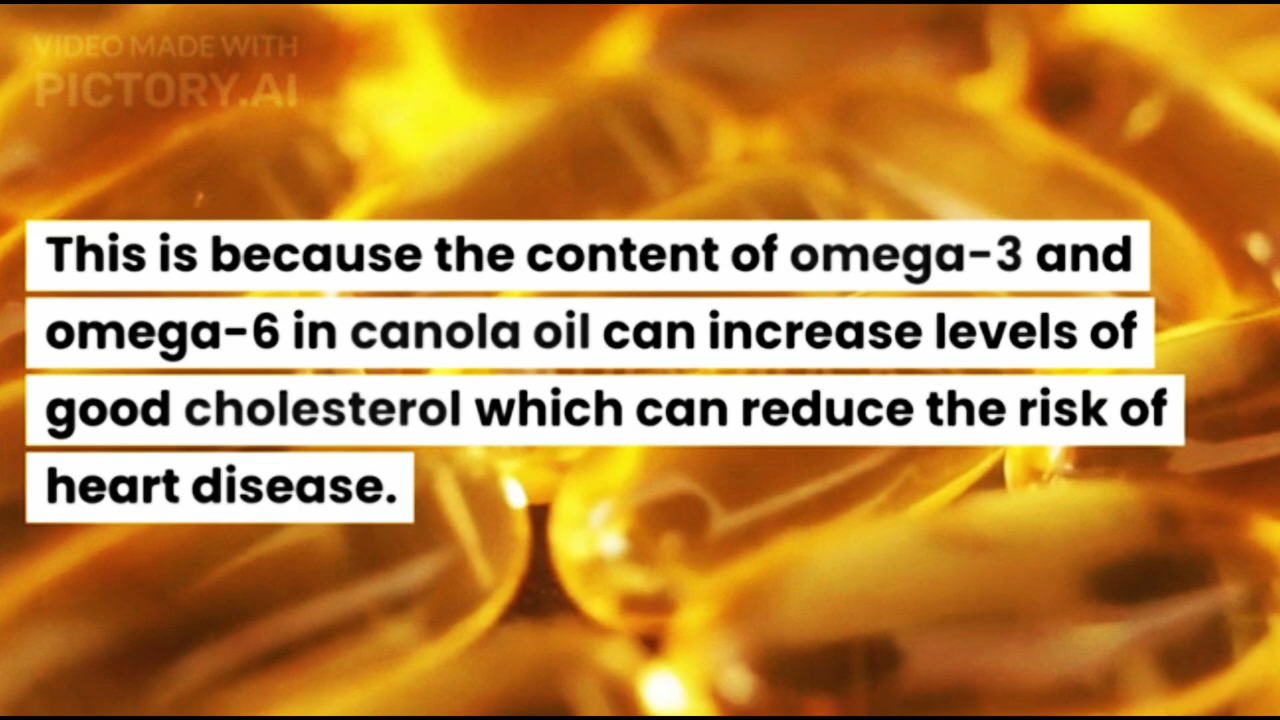 VIDEO MADE WITH
PICTORY.AI
This is because the content of omega-3 and
omega-6 in canola oil can increase levels of
good cholesterol which can reduce the risk of
heart disease.